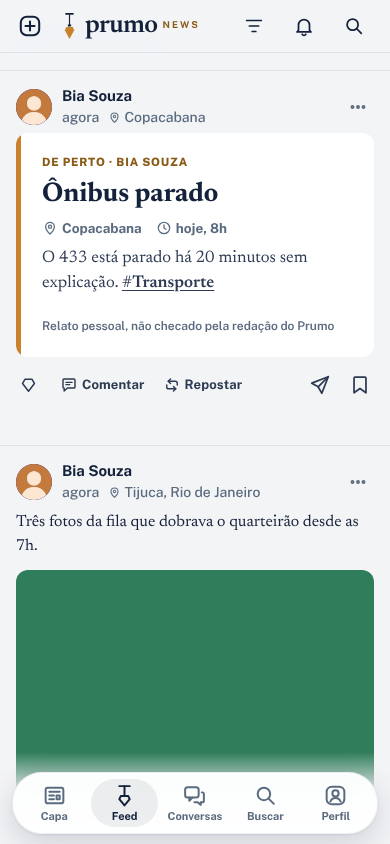 prumo NEWS
Bia Souza
agora Copacabana
DE PERTO · BIA SOUZA
Ônibus parado
Copacabana hoje, 8h
O 433 está parado há 20 minutos sem
explicação. #Transporte
Relato pessoal, não checado pela redação do Prumo
Comentar Repostar
Bia Souza
agora Tijuca, Rio de Janeiro
Três fotos da fila que dobrava o quarteirão desde as
7h.
Capa Feed Conversas Buscar Perfil